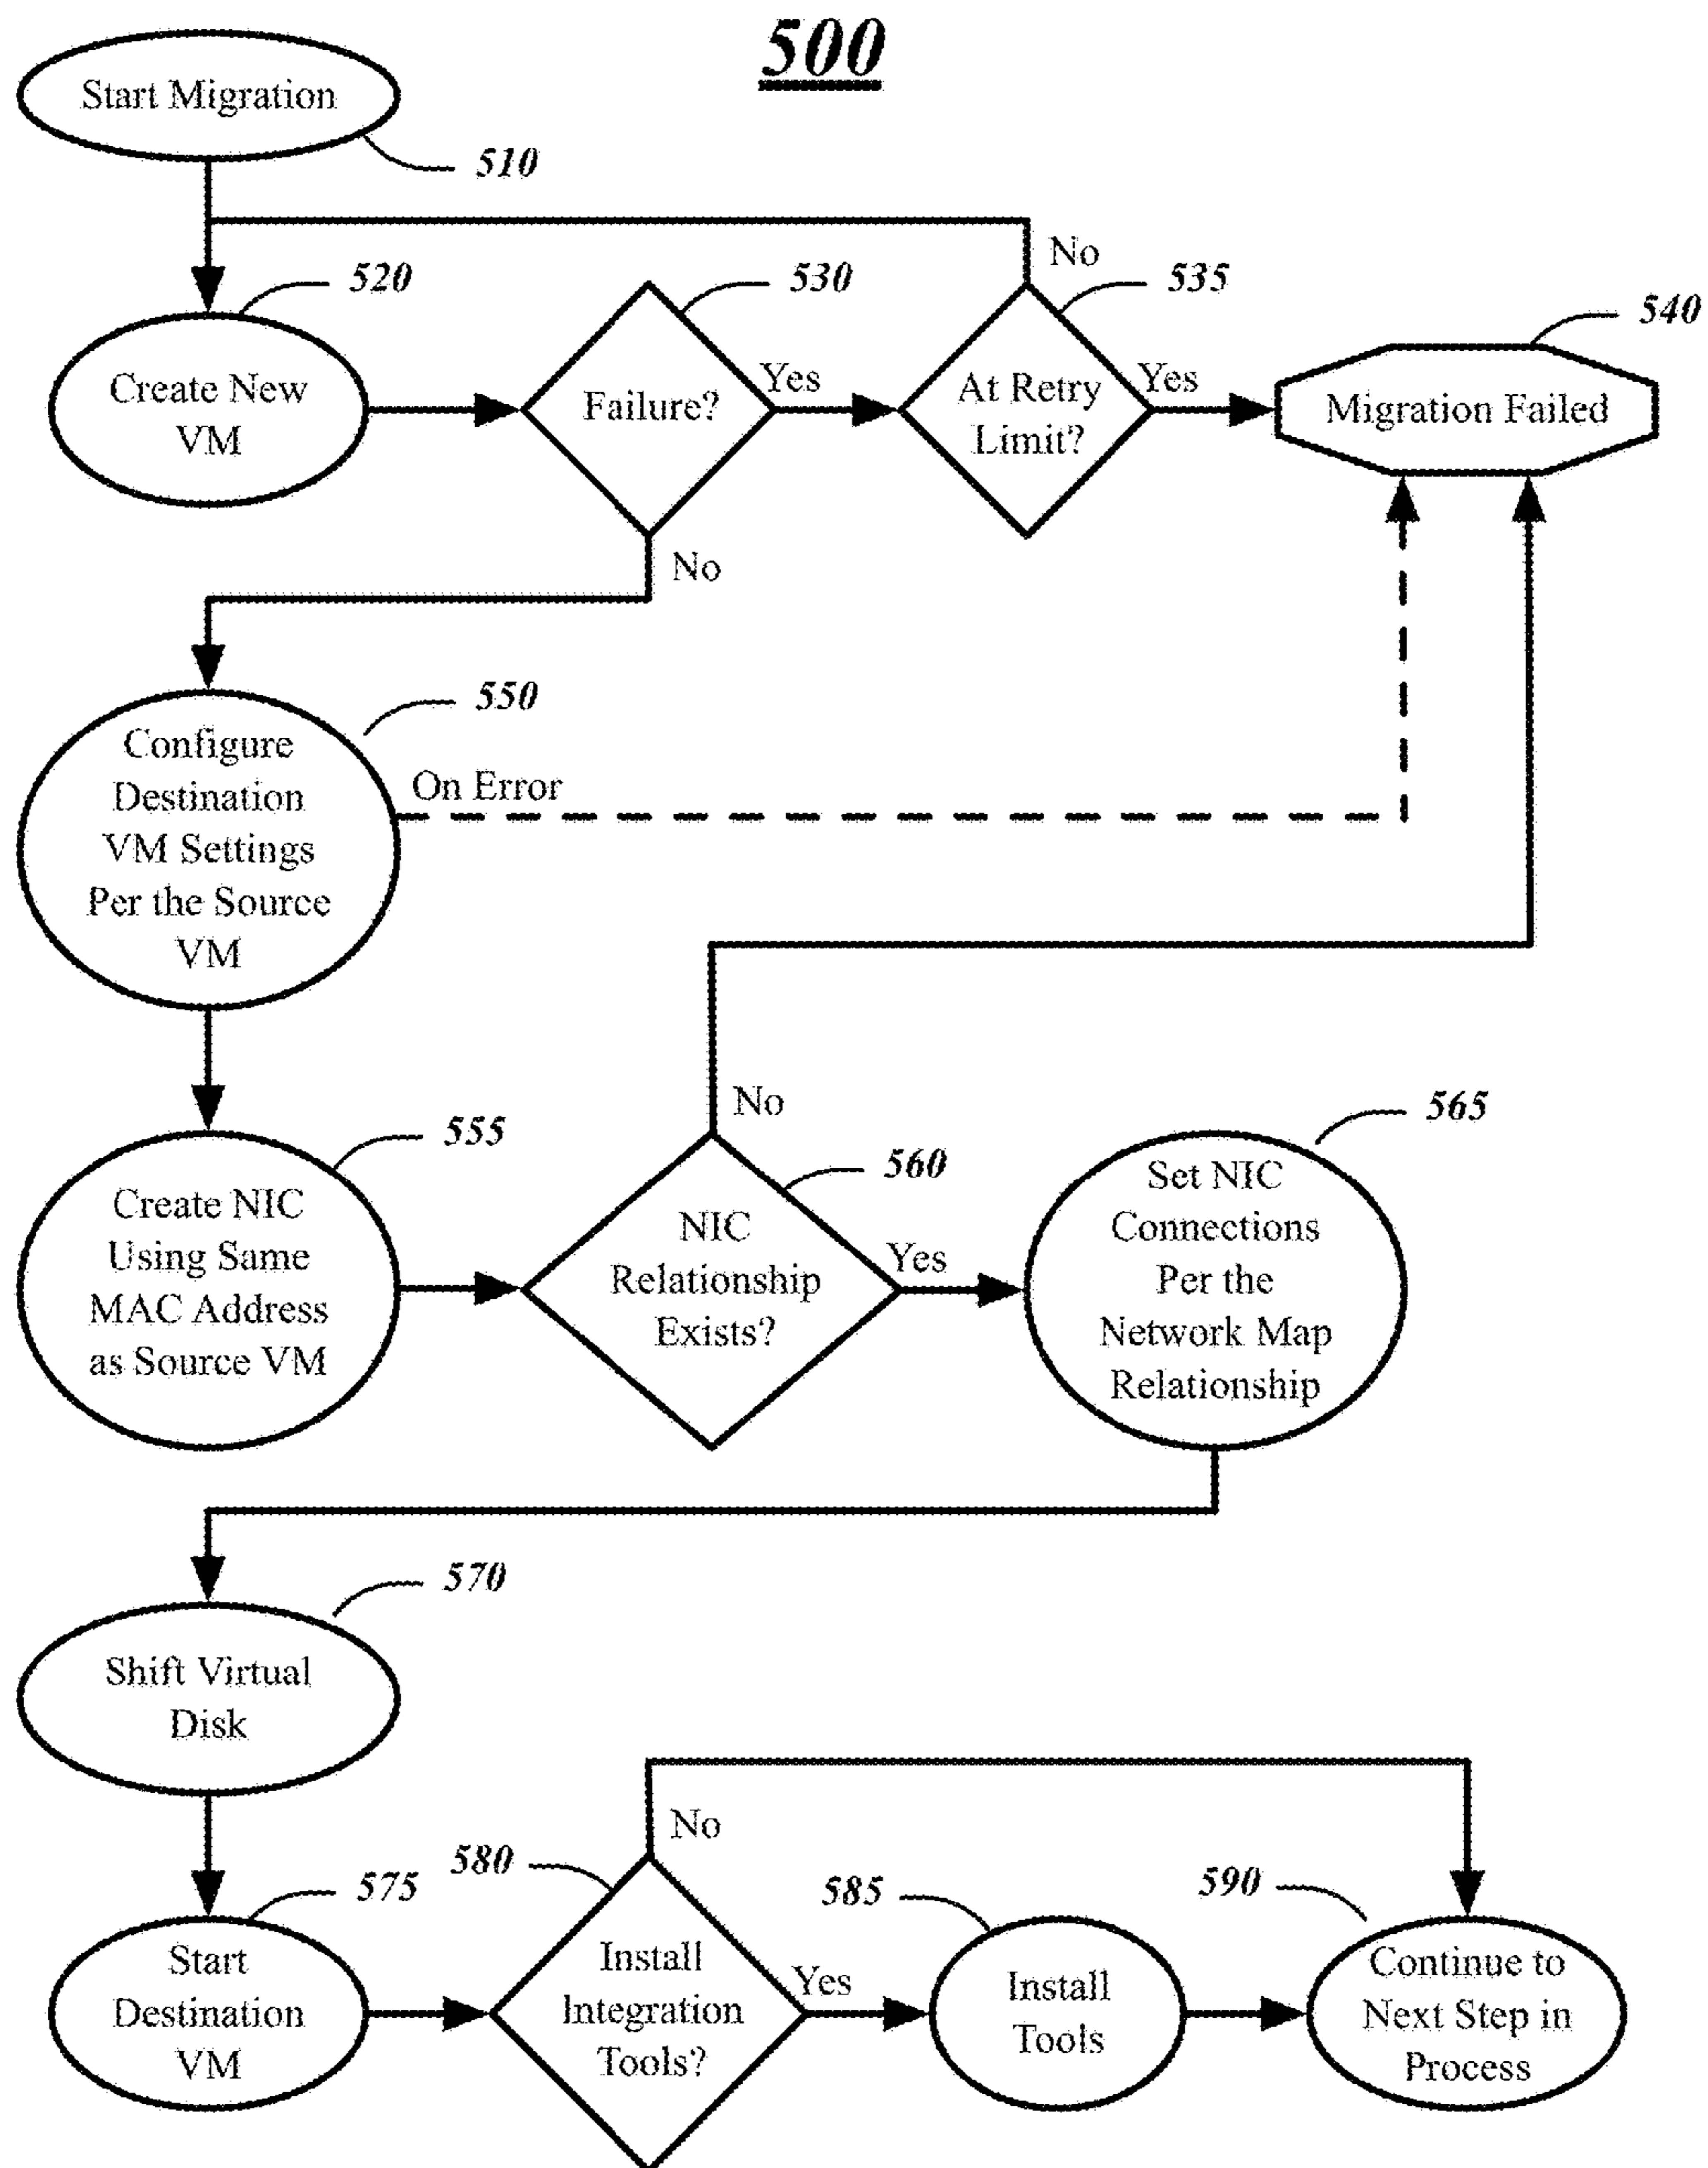 500
Start Migration
510
No
520
530
535
540
Create New
VM
Failure?
Yes
At Retry
Limit?
Yes
Migration Failed
No
550
Configure
Destination
VM Settings
Per the Source
VM
On Error
No
555
560
565
Create NIC
Using Same
MAC Address
as Source VM
NIC
Relationship
Exists?
Yes
Set NIC
Connections
Per the
Network Map
Relationship
570
Shift Virtual
Disk
No
575
580
585
590
Start
Destination
VM
Install
Integration
Tools?
Yes
Install
Tools
Continue to
Next Step in
Process